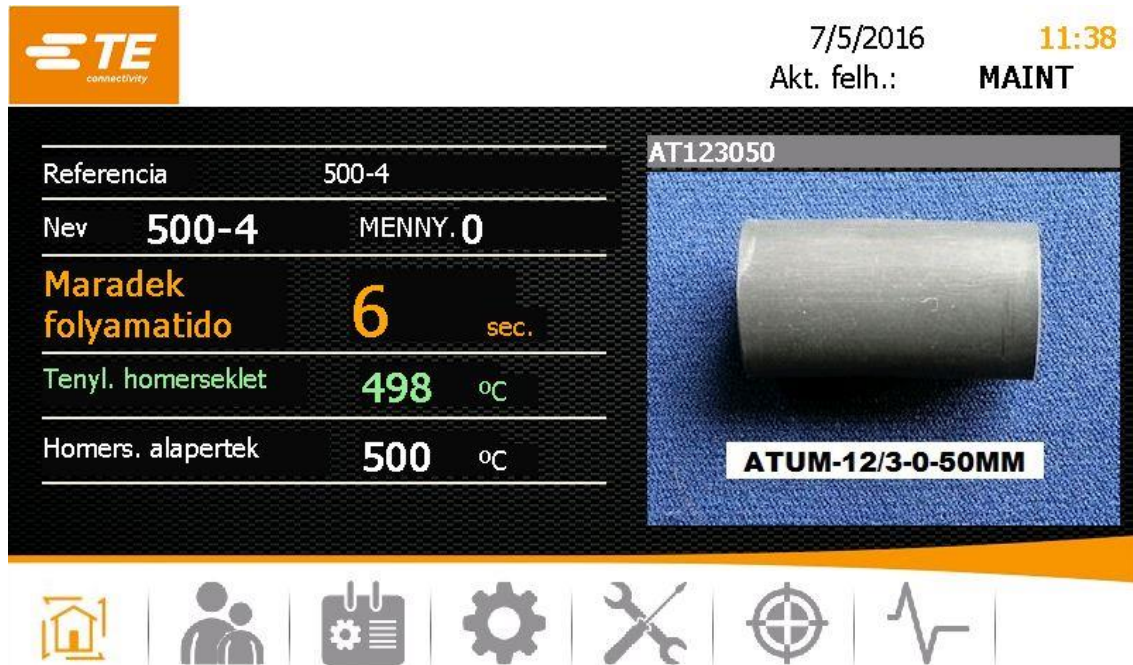 TE
connectivity
7/5/2016 11:38
Akt. felh.: MAINT
Referencia 500-4
Nev 500-4 MENNY. 0
Maradek
folyamatido 6 sec.
Tenyl. homerseklet 498 ºC
Homers. alapertek 500 ºC
AT123050
ATUM-12/3-0-50MM